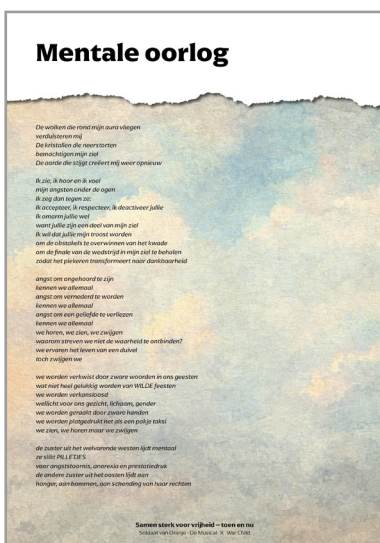 Mentale oorlog
De wolken die rond mijn aura vliegen
verduisteren mij
De kristallen die neerstorten
bemachtigen mijn ziel
De aarde die stijgt creëert mij weer opnieuw
Ik zie, ik hoor en ik voel
mijn angsten onder de ogen
Ik zeg dan tegen ze:
Ik accepteer, ik respecteer, ik deactiveer jullie
Ik omarm jullie wel
want jullie zijn een deel van mijn ziel
Ik wil dat jullie mijn troost worden
om de obstakels te overwinnen van het kwade
om de finale van de wedstrijd in mijn ziel te behalen
zodat het piekeren transformeert naar dankbaarheid
angst om ongehoord te zijn
kennen we allemaal
angst om vernederd te worden
kennen we allemaal
angst om een geliefde te verliezen
kennen we allemaal
we horen, we zien, we zwijgen
waarom streven we niet de waarheid te ontbinden?
we ervaren het leven van een duivel
toch zwijgen we
we worden verkwist door zware woorden in ons geesten
wat niet heel gelukkig worden van WILDE feesten
we worden verkansloosd
wellicht voor ons gezicht, lichaam, gender
we worden geraakt door zware handen
we worden platgedrukt net als een pakje taksi
we zien, we horen maar we zwijgen
de zuster uit het welvarende westen lijdt mentaal
ze slikt PILLETJES
voor angststoornis, anorexia en prestatiedruk
de andere zuster uit het oosten lijdt aan
honger, aan bommen, aan schending van haar rechten
Samen sterk voor vrijheid – toen en nu
Soldaat van Oranje - De Musical X War Child